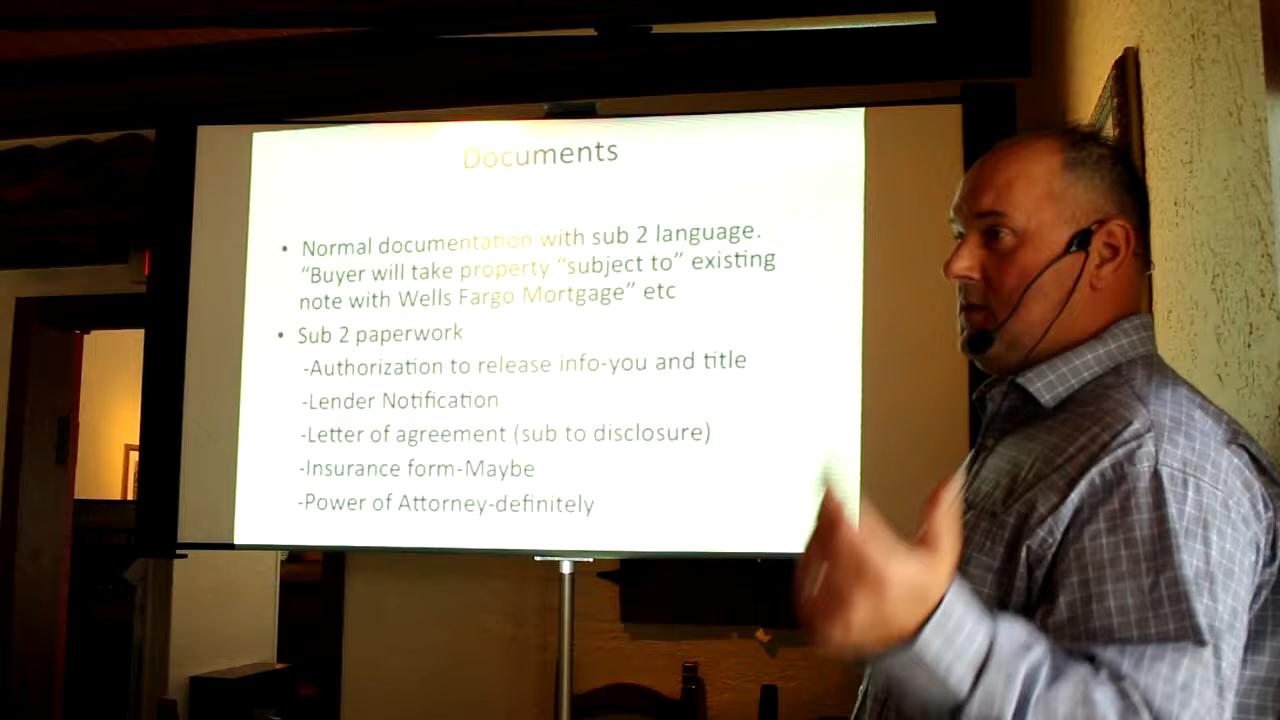 Documents
• Normal documentation with sub 2 language.
“Buyer will take property “subject to” existing
note with Wells Fargo Mortgage” etc
• Sub 2 paperwork
-Authorization to release info-you and title
-Lender Notification
-Letter of agreement (sub to disclosure)
-Insurance form-Maybe
-Power of Attorney-definitely